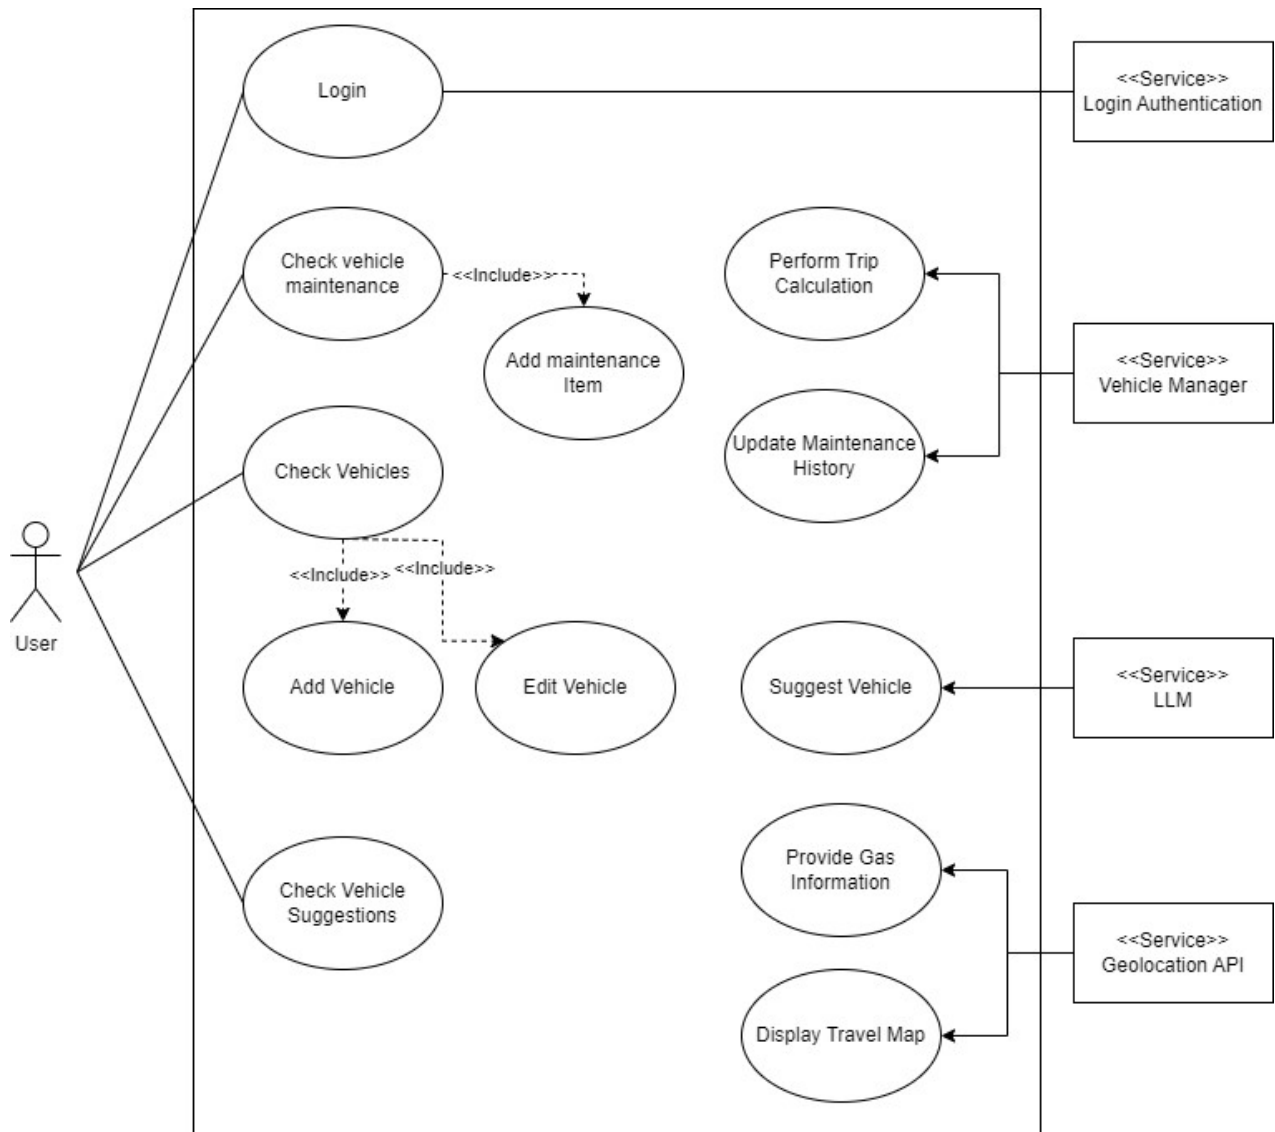 Login
<<Service>>
Login Authentication
Check vehicle
maintenance
<<Include>>
Add maintenance
Item
Perform Trip
Calculation
<<Service>>
Vehicle Manager
Update Maintenance
History
Check Vehicles
<<Include>>
<<Include>>
User
Add Vehicle
Edit Vehicle
Suggest Vehicle
<<Service>>
LLM
Check Vehicle
Suggestions
Provide Gas
Information
<<Service>>
Geolocation API
Display Travel Map